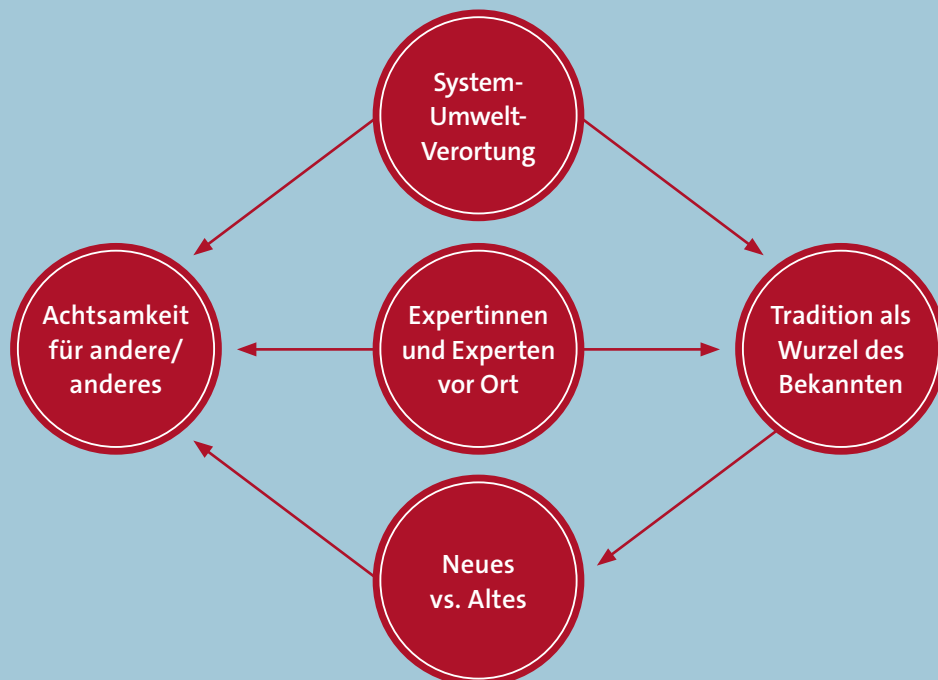 System-
Umwelt-
Verortung
Achtsamkeit
für andere/
anderes
Expertinnen
und Experten
vor Ort
Tradition als
Wurzel des
Bekannten
Neues
vs. Altes